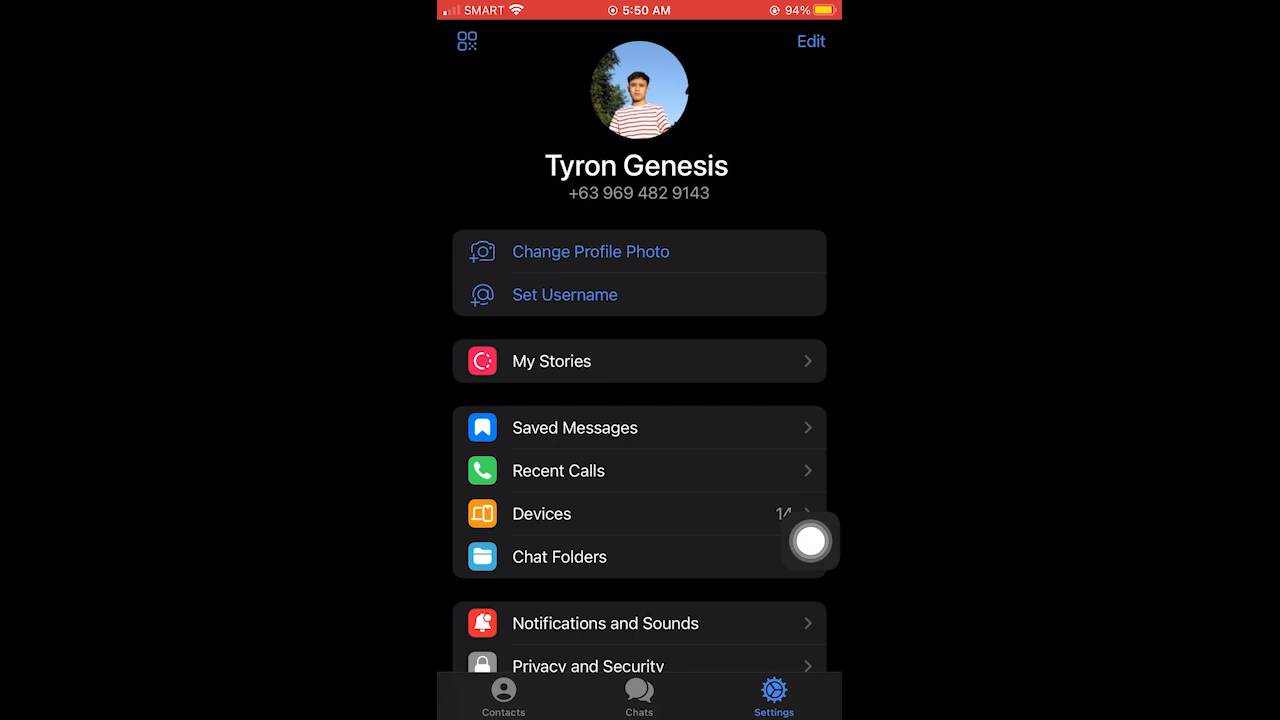 SMART 5:50 AM 94%
Edit
Tyron Genesis
+63 969 482 9143
Change Profile Photo
Set Username
My Stories
Saved Messages
Recent Calls
Devices 14
Chat Folders
Notifications and Sounds
Privacy and Security
Contacts Chats Settings